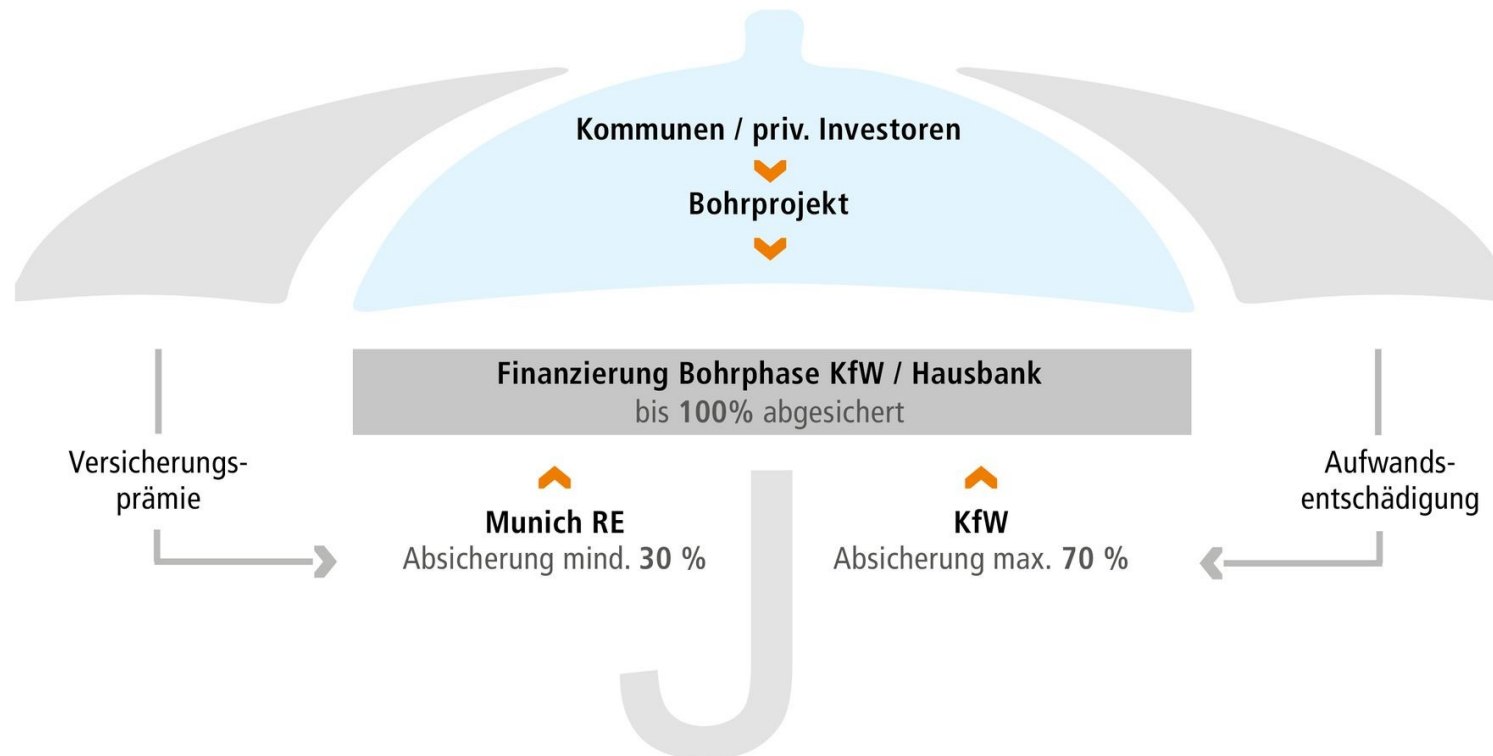 Kommunen / priv. Investoren
Bohrprojekt
Finanzierung Bohrphase KfW / Hausbank
bis 100% abgesichert
Versicherungs-
prämie
Munich RE
Absicherung mind. 30 %
KfW
Absicherung max. 70 %
Aufwands-
entschädigung